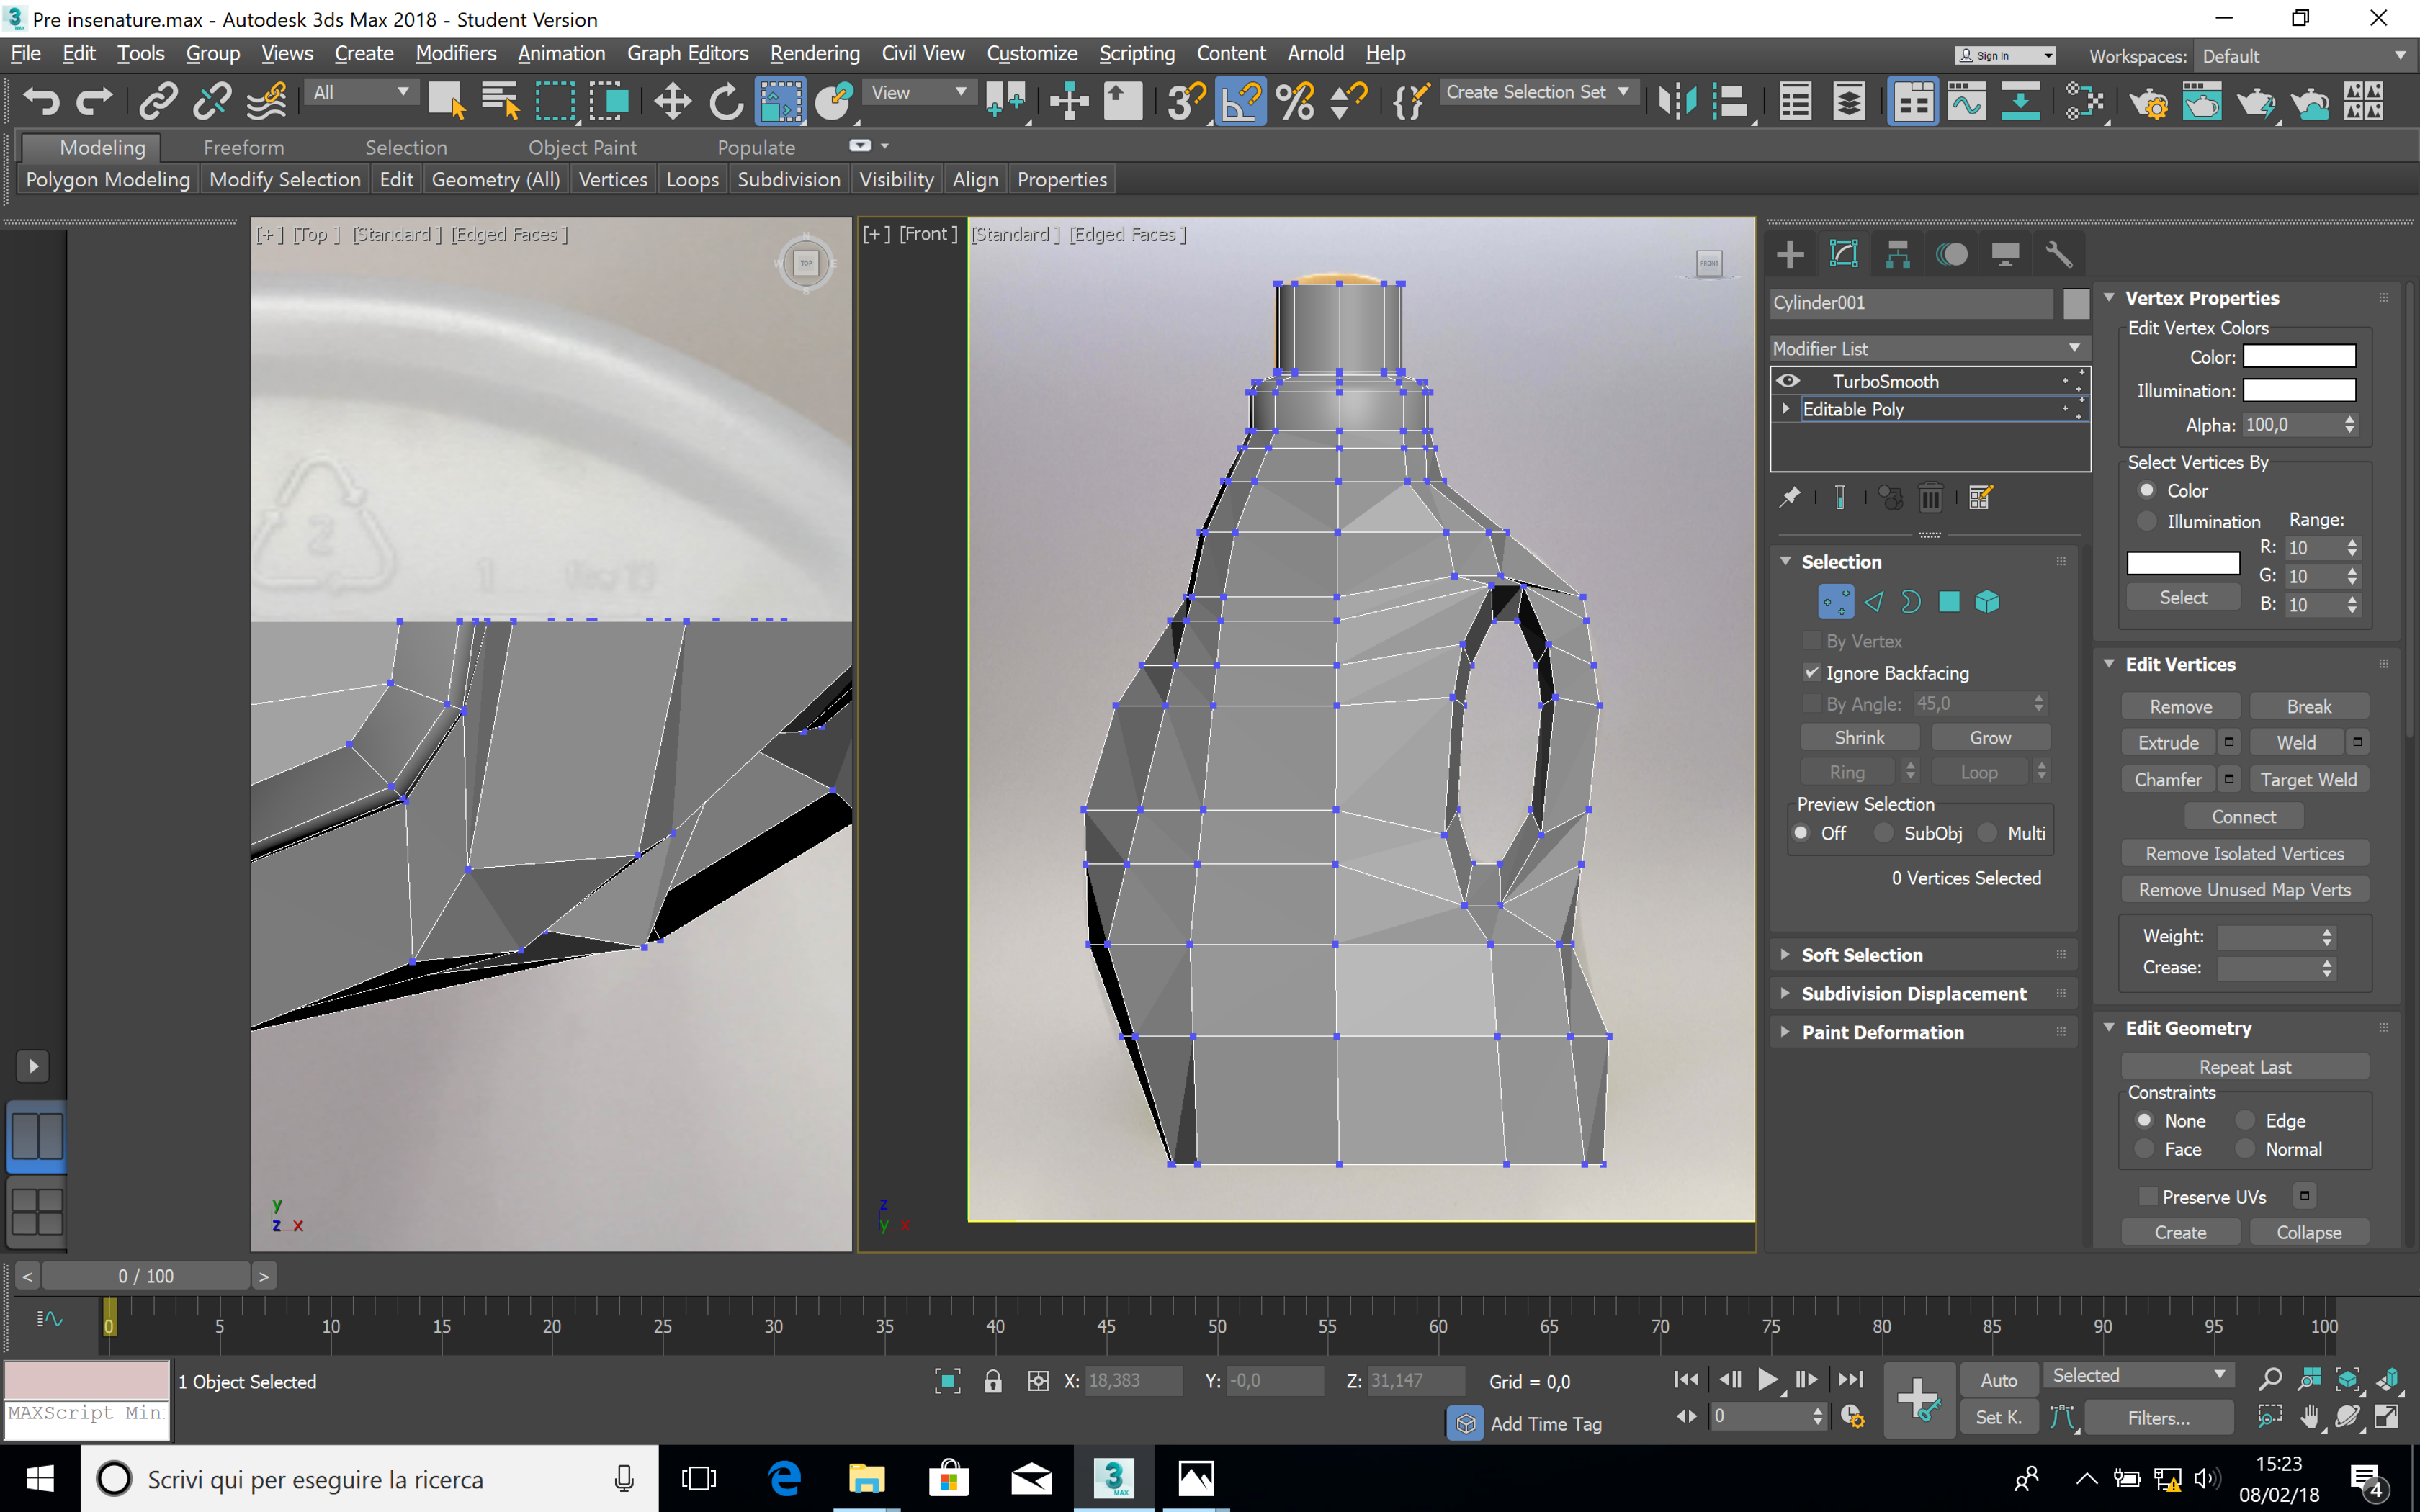 Pre insenature.max - Autodesk 3ds Max 2018 - Student Version
File Edit Tools Group Views Create Modifiers Animation Graph Editors Rendering Civil View Customize Scripting Content Arnold Help
Sign In
Workspaces: Default
All
View
Create Selection Set
Modeling Freeform Selection Object Paint Populate
Polygon Modeling Modify Selection Edit Geometry (All) Vertices Loops Subdivision Visibility Align Properties
[+] [Top] [Standard] [Edged Faces]
N
W TOP E
S
2
1
[+] [Front] [Standard] [Edged Faces]
FRONT
y
z x
z
y x
Cylinder001
Modifier List
TurboSmooth
Editable Poly
Selection
By Vertex
Ignore Backfacing
By Angle: 45,0
Shrink Grow
Ring Loop
Preview Selection
Off SubObj Multi
0 Vertices Selected
Soft Selection
Subdivision Displacement
Paint Deformation
Vertex Properties
Edit Vertex Colors
Color:
Illumination:
Alpha: 100,0
Select Vertices By
Color
Illumination Range:
R: 10
G: 10
Select B: 10
Edit Vertices
Remove Break
Extrude Weld
Chamfer Target Weld
Connect
Remove Isolated Vertices
Remove Unused Map Verts
Weight:
Crease:
Edit Geometry
Repeat Last
Constraints
None Edge
Face Normal
Preserve UVs
Create Collapse
< 0 / 100 >
0 5 10 15 20 25 30 35 40 45 50 55 60 65 70 75 80 85 90 95 100
1 Object Selected
MAXScript Min
X: 18,383 Y: -0,0 Z: 31,147 Grid = 0,0
Add Time Tag
0
Auto Selected
Set K. Filters...
Scrivi qui per eseguire la ricerca
3
MAX
15:23
08/02/18
4